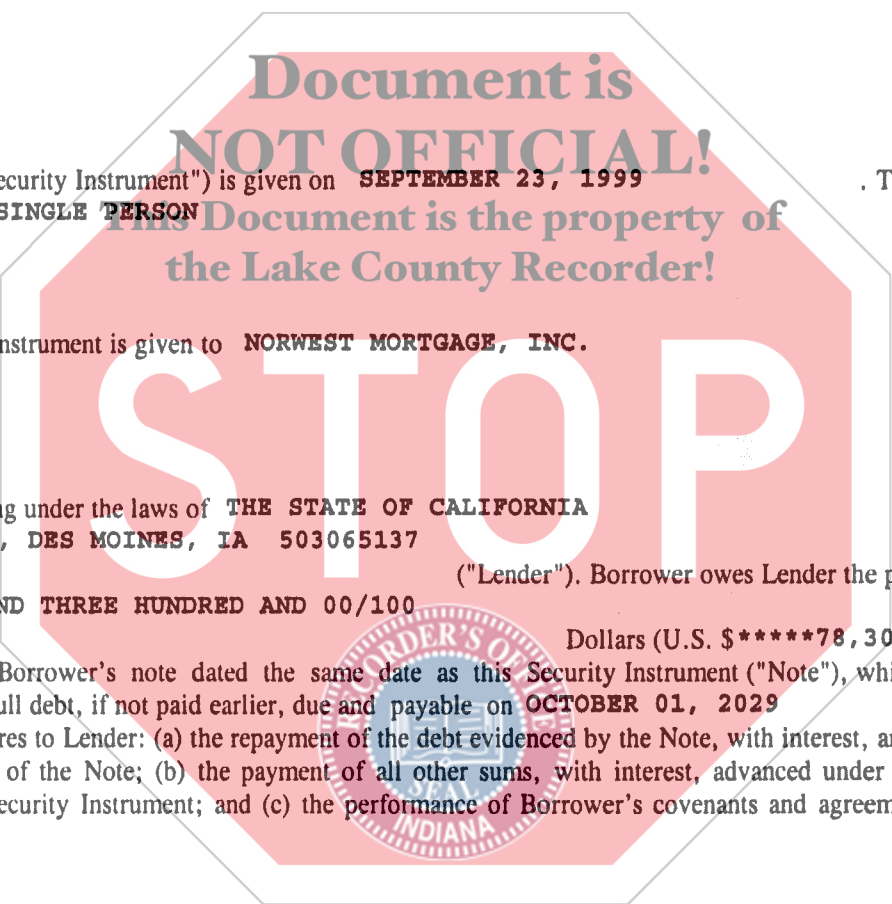 Document is
NOT OFFICIAL!
ecurity Instrument") is given on SEPTEMBER 23, 1999 . T
SINGLE PERSON
This Document is the property of
the Lake County Recorder!
nstrument is given to NORWEST MORTGAGE, INC.
STOP
ng under the laws of THE STATE OF CALIFORNIA
, DES MOINES, IA 503065137
("Lender"). Borrower owes Lender the p
ND THREE HUNDRED AND 00/100
Dollars (U.S. $*****78,30
Borrower's note dated the same date as this Security Instrument ("Note"), whi
ull debt, if not paid earlier, due and payable on OCTOBER 01, 2029
res to Lender: (a) the repayment of the debt evidenced by the Note, with interest, an
of the Note; (b) the payment of all other sums, with interest, advanced under
ecurity Instrument; and (c) the performance of Borrower's covenants and agreem
RECORDER'S OFFICE
SEAL
INDIANA